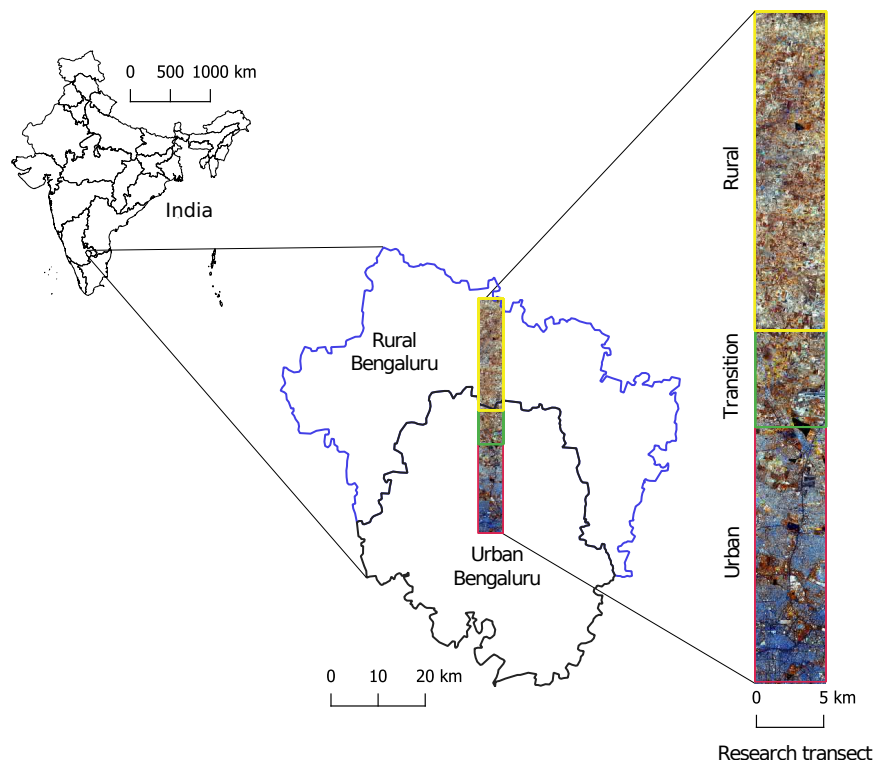 0 500 1000 km
India
Rural
Bengaluru
Urban
Bengaluru
0 10 20 km
Rural
Transition
Urban
0 5 km
Research transect